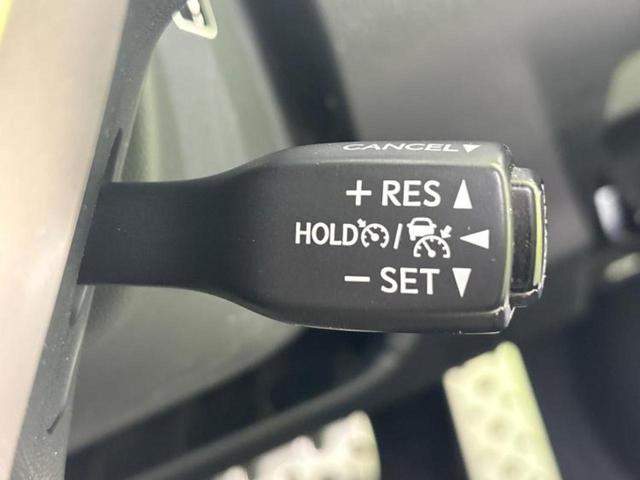 CANCEL▼
+ RES ▲
HOLD / ◀
− SET ▼